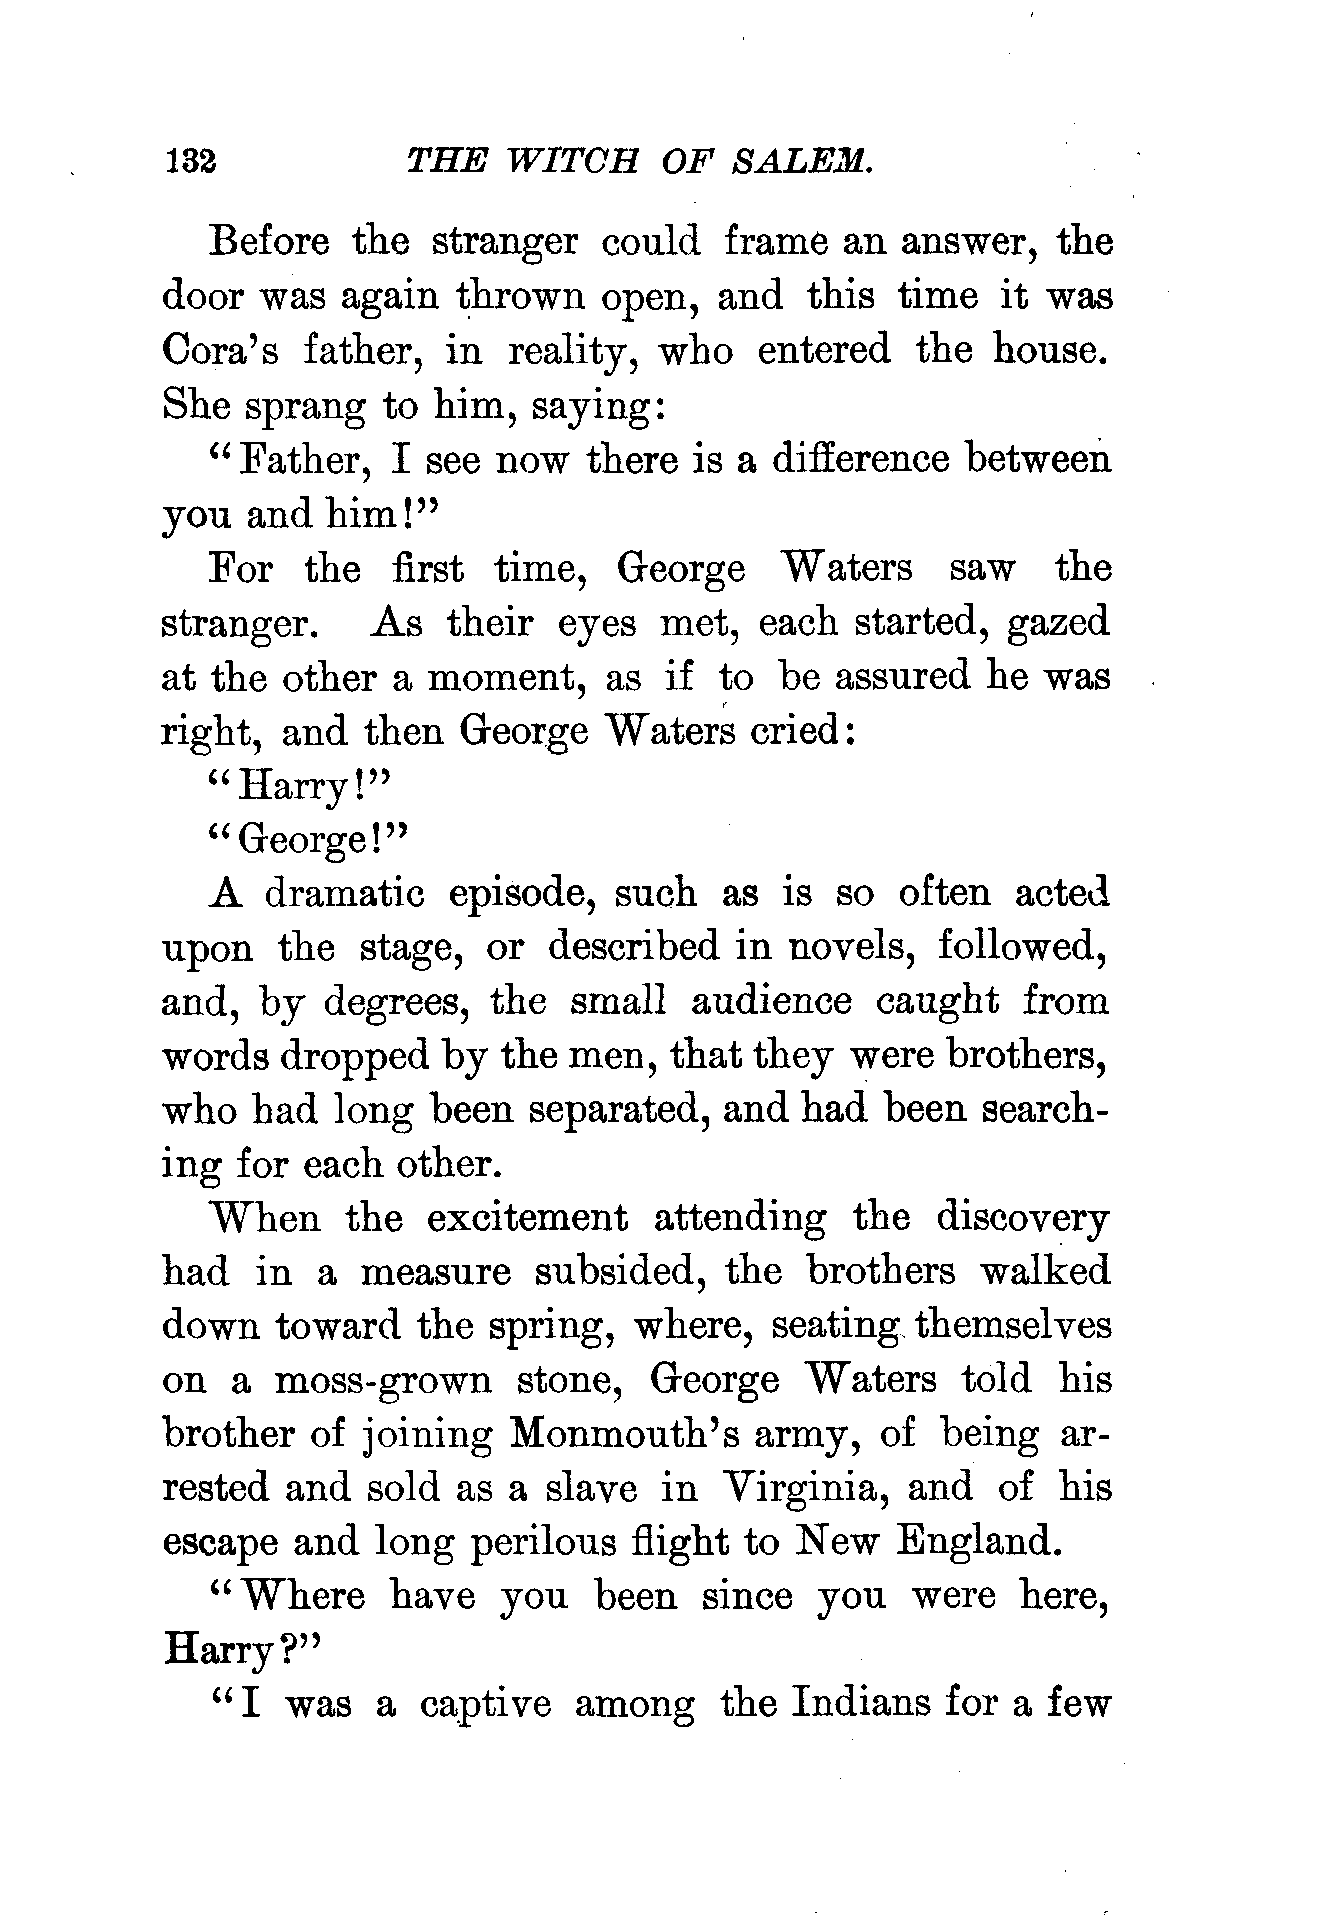 132 THE WITCH OF SALEM.
Before the stranger could frame an answer, the
door was again thrown open, and this time it was
Cora's father, in reality, who entered the house.
She sprang to him, saying:
"Father, I see now there is a difference between
you and him!"
For the first time, George Waters saw the
stranger. As their eyes met, each started, gazed
at the other a moment, as if to be assured he was
right, and then George Waters cried:
"Harry!"
"George!"
A dramatic episode, such as is so often acted
upon the stage, or described in novels, followed,
and, by degrees, the small audience caught from
words dropped by the men, that they were brothers,
who had long been separated, and had been search-
ing for each other.
When the excitement attending the discovery
had in a measure subsided, the brothers walked
down toward the spring, where, seating themselves
on a moss-grown stone, George Waters told his
brother of joining Monmouth's army, of being ar-
rested and sold as a slave in Virginia, and of his
escape and long perilous flight to New England.
"Where have you been since you were here,
Harry?"
"I was a captive among the Indians for a few